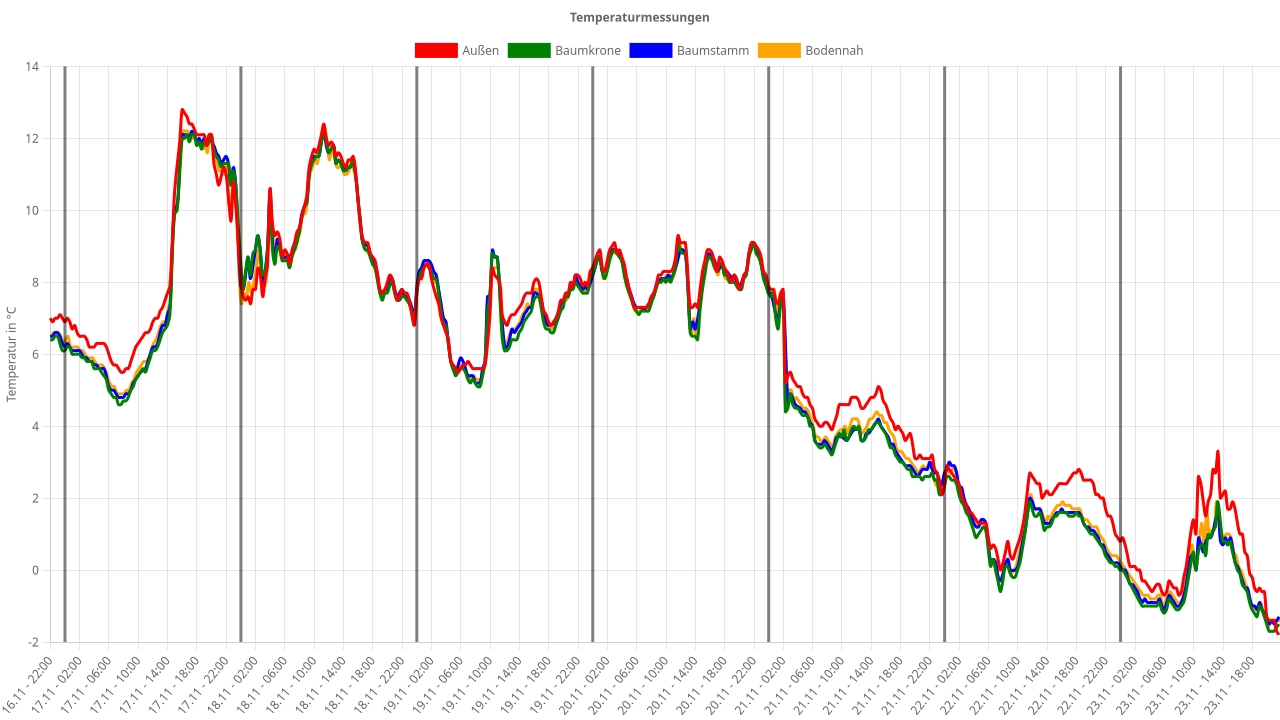 Temperaturmessungen
Außen Baumkrone Baumstamm Bodennah
Temperatur in °C
14
12
10
8
6
4
2
0
-2
16.11 - 22:00
17.11 - 02:00
17.11 - 06:00
17.11 - 10:00
17.11 - 14:00
17.11 - 18:00
17.11 - 22:00
18.11 - 02:00
18.11 - 06:00
18.11 - 10:00
18.11 - 14:00
18.11 - 18:00
18.11 - 22:00
19.11 - 02:00
19.11 - 06:00
19.11 - 10:00
19.11 - 14:00
19.11 - 18:00
19.11 - 22:00
20.11 - 02:00
20.11 - 06:00
20.11 - 10:00
20.11 - 14:00
20.11 - 18:00
20.11 - 22:00
21.11 - 02:00
21.11 - 06:00
21.11 - 10:00
21.11 - 14:00
21.11 - 18:00
21.11 - 22:00
22.11 - 02:00
22.11 - 06:00
22.11 - 10:00
22.11 - 14:00
22.11 - 18:00
22.11 - 22:00
23.11 - 02:00
23.11 - 06:00
23.11 - 10:00
23.11 - 14:00
23.11 - 18:00